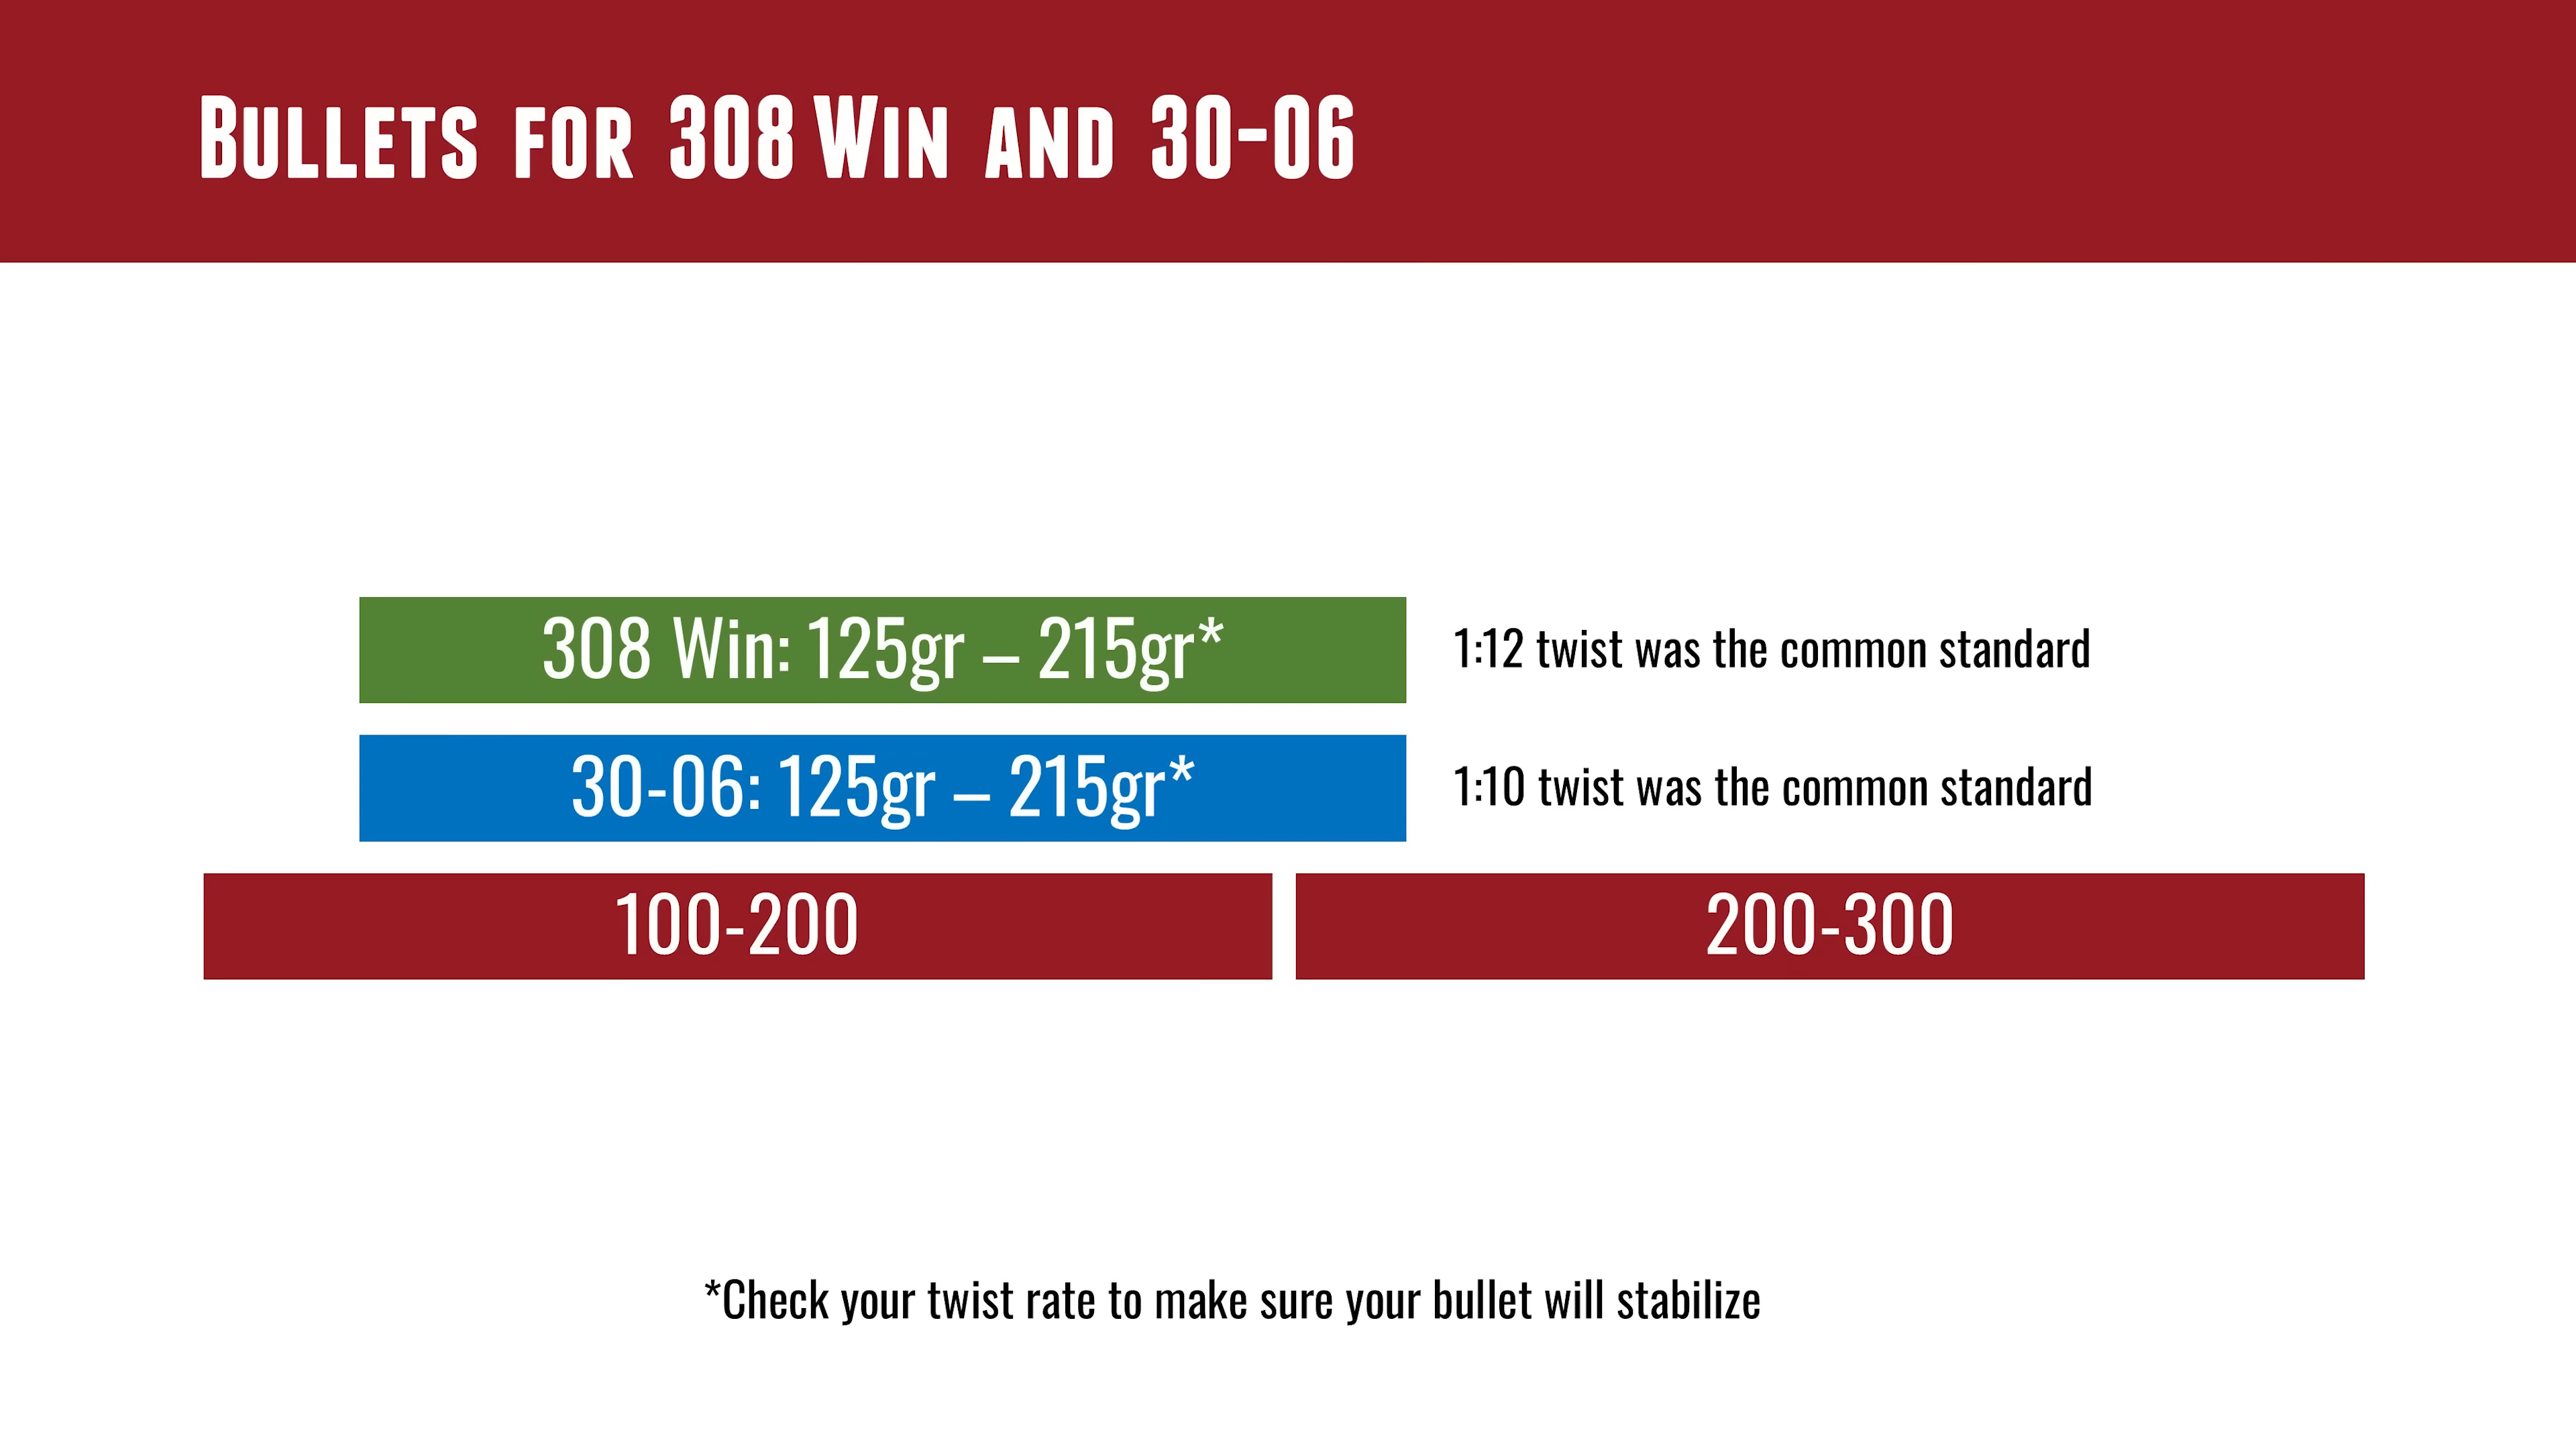 Bullets for 308 Win and 30-06
308 Win: 125gr – 215gr*
1:12 twist was the common standard
30-06: 125gr – 215gr*
1:10 twist was the common standard
100-200
200-300
*Check your twist rate to make sure your bullet will stabilize